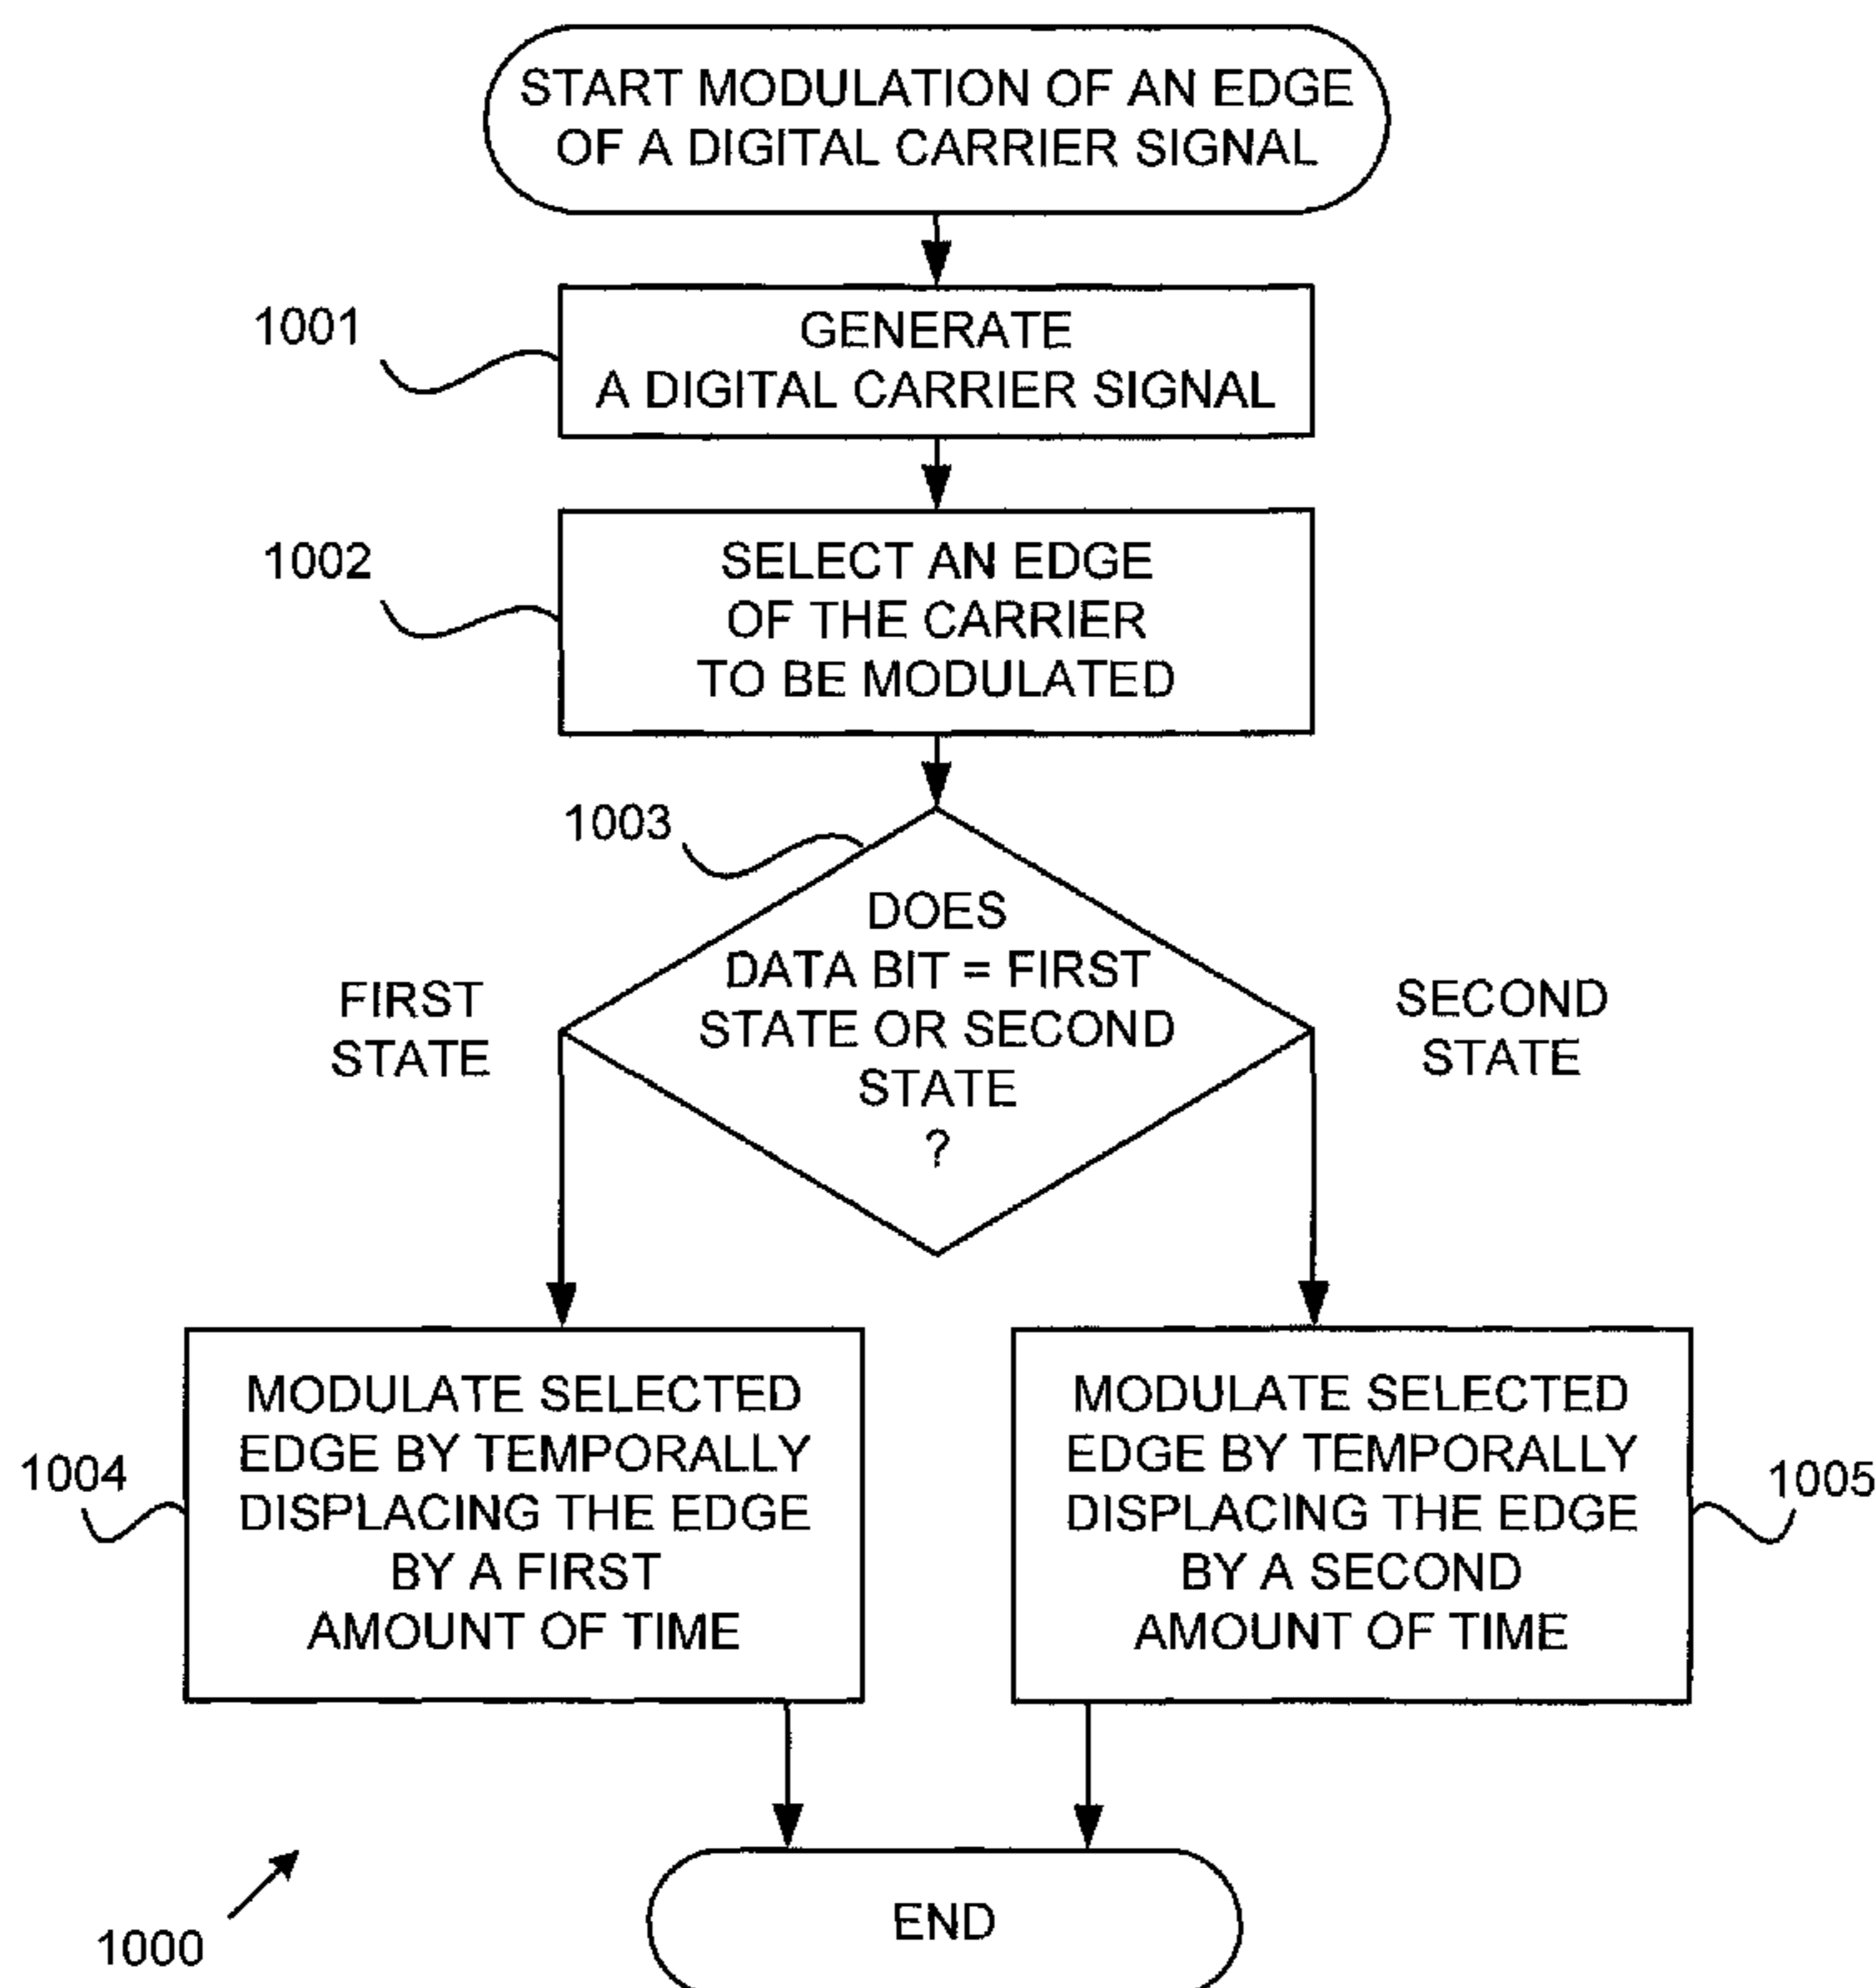 START MODULATION OF AN EDGE
OF A DIGITAL CARRIER SIGNAL
1001
GENERATE
A DIGITAL CARRIER SIGNAL
1002
SELECT AN EDGE
OF THE CARRIER
TO BE MODULATED
1003
DOES
DATA BIT = FIRST
STATE OR SECOND
STATE
?
FIRST
STATE
SECOND
STATE
1004
MODULATE SELECTED
EDGE BY TEMPORALLY
DISPLACING THE EDGE
BY A FIRST
AMOUNT OF TIME
MODULATE SELECTED
EDGE BY TEMPORALLY
DISPLACING THE EDGE
BY A SECOND
AMOUNT OF TIME
1005
1000
END